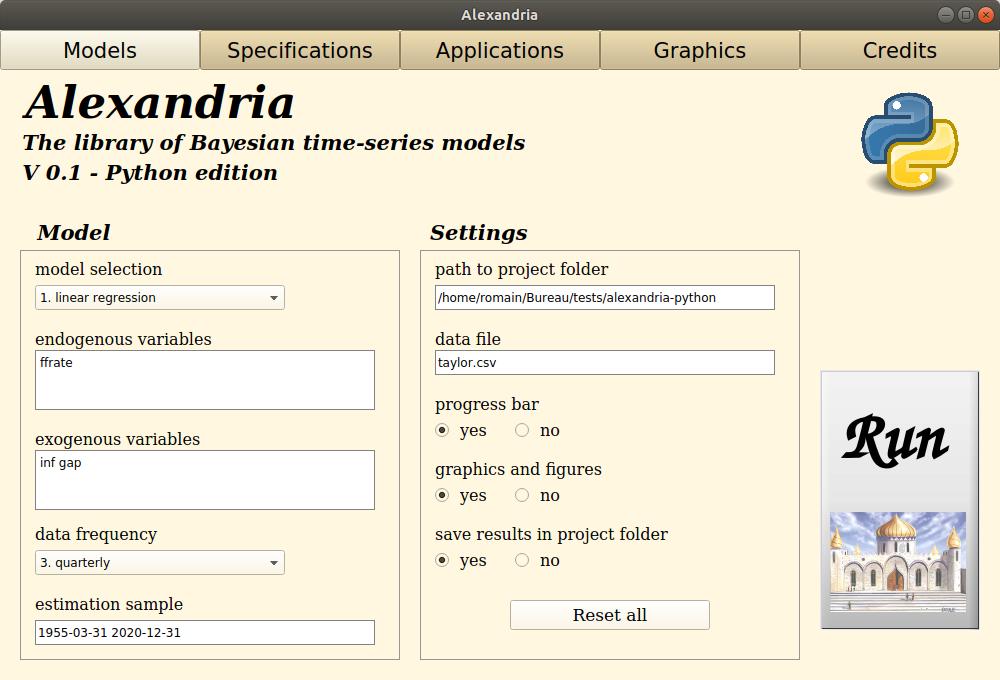 Alexandria
Models
Specifications
Applications
Graphics
Credits
Alexandria
The library of Bayesian time-series models
V 0.1 - Python edition
Model
model selection
1. linear regression
endogenous variables
ffrate
exogenous variables
inf gap
data frequency
3. quarterly
estimation sample
1955-03-31 2020-12-31
Settings
path to project folder
/home/romain/Bureau/tests/alexandria-python
data file
taylor.csv
progress bar
yes no
graphics and figures
yes no
save results in project folder
yes no
Reset all
Run